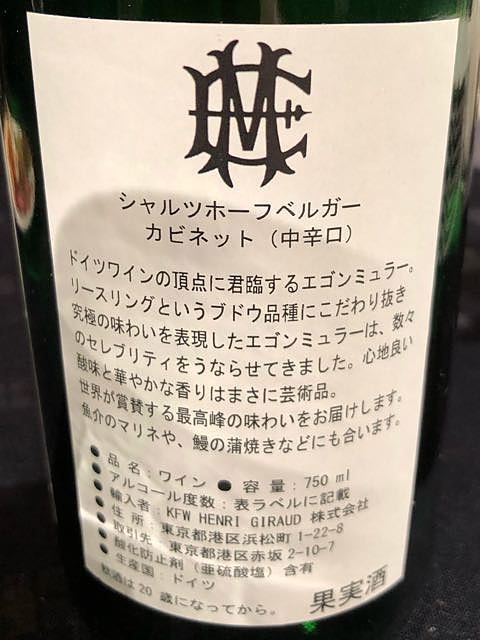 シャルツホーフベルガー
カビネット（中辛口）
ドイツワインの頂点に君臨するエゴンミュラー。
リースリングというブドウ品種にこだわり抜き
究極の味わいを表現したエゴンミュラーは、数々
のセレブリティをうならせてきました。心地良い
酸味と華やかな香りはまさに芸術品。
世界が賞賛する最高峰の味わいをお届けします。
魚介のマリネや、鰻の蒲焼きなどにも合います。
● 品 名：ワイン ● 容 量：750 ml
● アルコール度数：表ラベルに記載
● 輸入者：KFW HENRI GIRAUD 株式会社
● 住 所：東京都港区浜松町 1-22-8
● 取引先：東京都港区赤坂 2-10-7
● 酸化防止剤（亜硫酸塩）含有
● 生産国：ドイツ
飲酒は 20 歳になってから。 果実酒